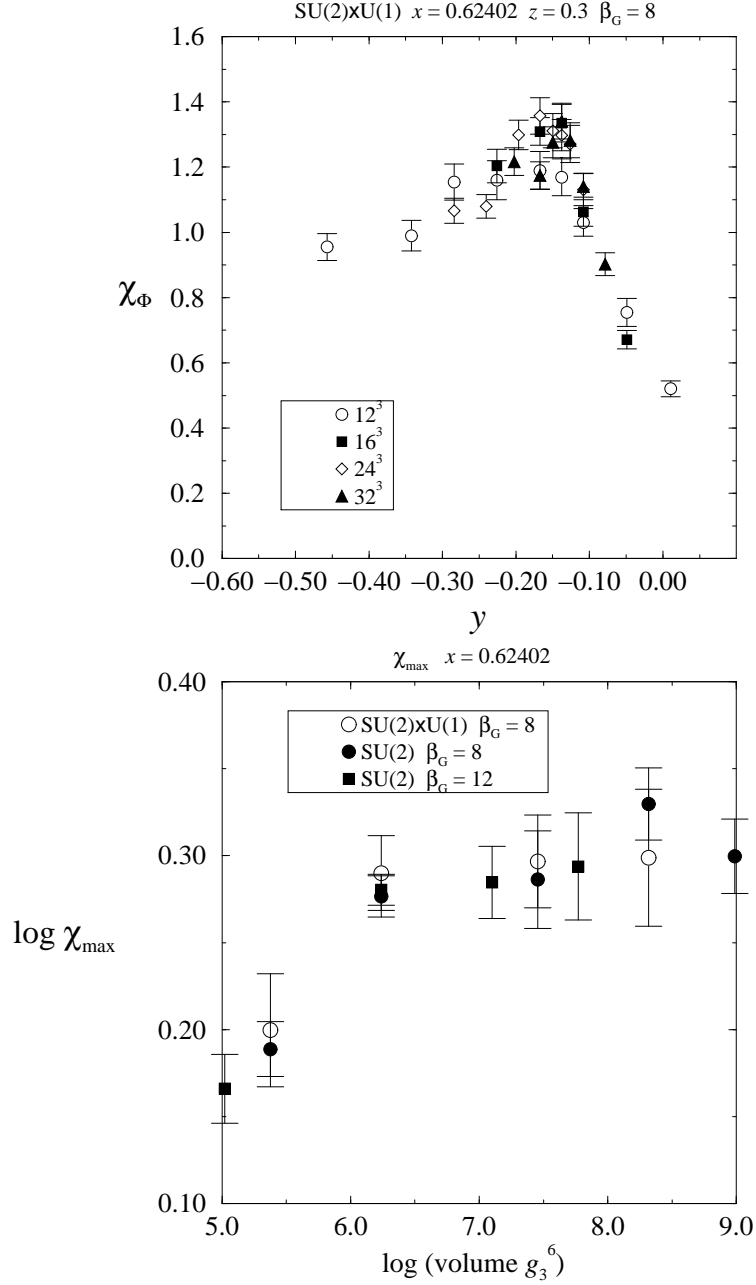 SU(2)xU(1) x = 0.62402 z = 0.3 β_G = 8
1.6
1.4
1.2
1.0
0.8
0.6
0.4
0.2
0.0
χ_Φ
12^3
16^3
24^3
32^3
−0.60 −0.50 −0.40 −0.30 −0.20 −0.10 0.00
y
χ_max x = 0.62402
0.40
0.30
0.20
0.10
log χ_max
SU(2)xU(1) β_G = 8
SU(2) β_G = 8
SU(2) β_G = 12
5.0 6.0 7.0 8.0 9.0
log (volume g_3^6)